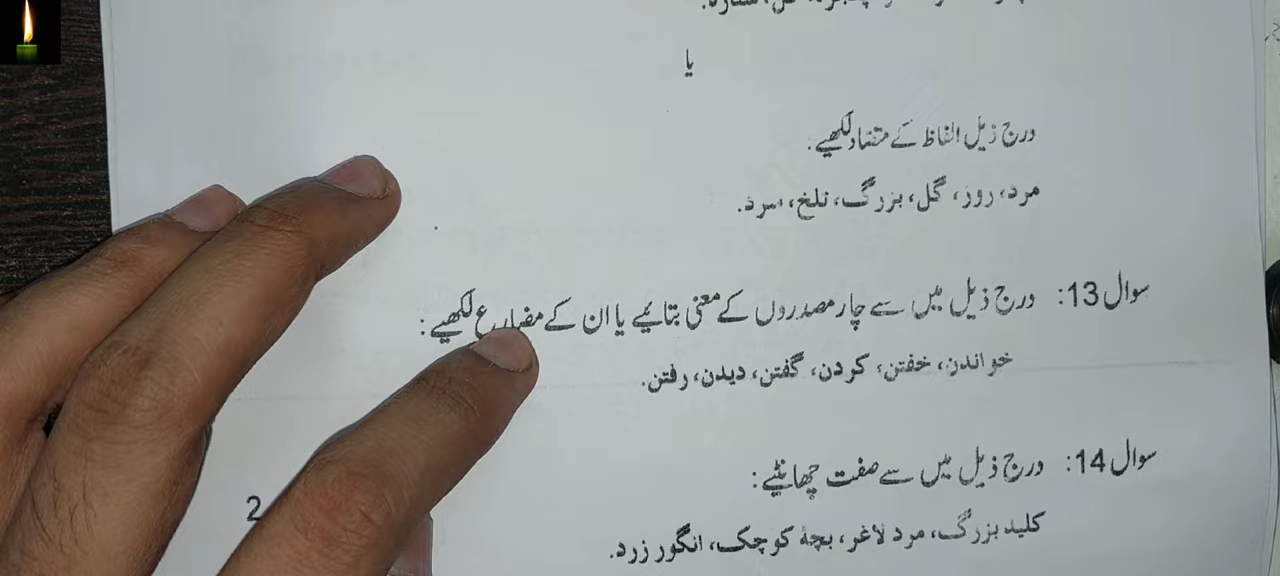 یا
درج ذیل الفاظ کے متضاد لکھیے.
مرد، روز، گل، بزرگ، تلخ، سرد.
سوال 13: درج ذیل میں سے چار مصدروں کے معنی بتائیے یا ان کے مضارع لکھیے:
خواندن، خفتن، کردن، گفتن، دیدن، رفتن.
سوال 14: درج ذیل میں سے صفت چھانٹیے:
2
کلید بزرگ، مرد لاغر، بچۂ کوچک، انگور زرد.